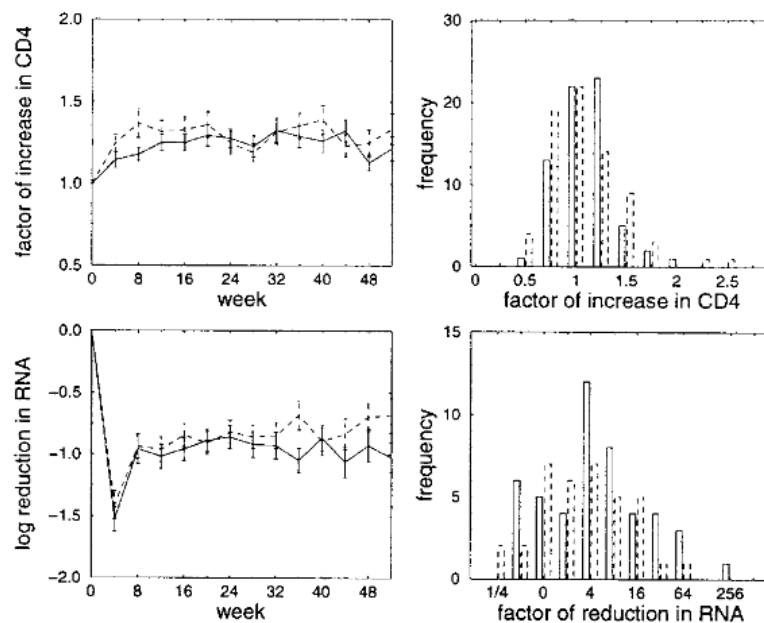 factor of increase in CD4
2.0
1.5
1.0
0.5
0 8 16 24 32 40 48
week
frequency
30
20
10
0
0 0.5 1 1.5 2 2.5
factor of increase in CD4
log reduction in RNA
0.0
−0.5
−1.0
−1.5
−2.0
0 8 16 24 32 40 48
week
frequency
15
10
5
0
1/4 0 4 16 64 256
factor of reduction in RNA